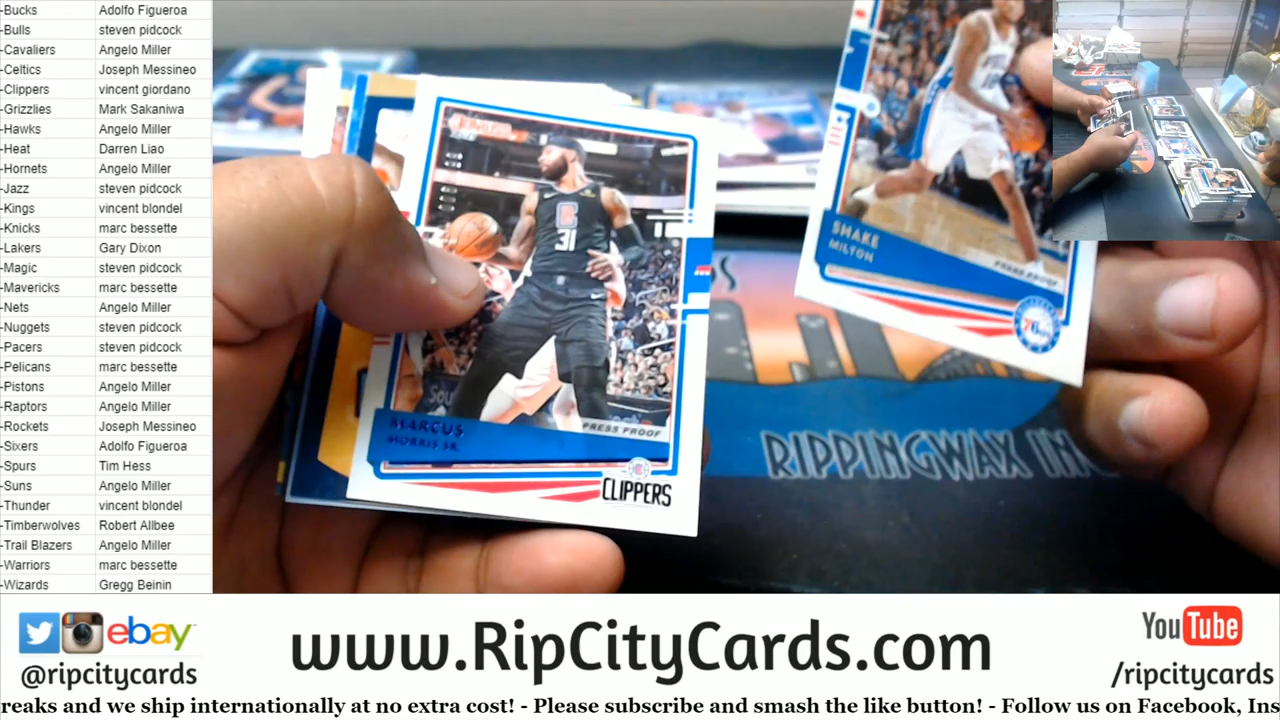 -Bucks Adolfo Figueroa
-Bulls steven pidcock
-Cavaliers Angelo Miller
-Celtics Joseph Messineo
-Clippers vincent giordano
-Grizzlies Mark Sakaniwa
-Hawks Angelo Miller
-Heat Darren Liao
-Hornets Angelo Miller
-Jazz steven pidcock
-Kings vincent blondel
-Knicks marc bessette
-Lakers Gary Dixon
-Magic steven pidcock
-Mavericks marc bessette
-Nets Angelo Miller
-Nuggets steven pidcock
-Pacers steven pidcock
-Pelicans marc bessette
-Pistons Angelo Miller
-Raptors Angelo Miller
-Rockets Joseph Messineo
-Sixers Adolfo Figueroa
-Spurs Tim Hess
-Suns Angelo Miller
-Thunder vincent blondel
-Timberwolves Robert Allbee
-Trail Blazers Angelo Miller
-Warriors marc bessette
-Wizards Gregg Beinin
31
MARCUS
MORRIS SR.
PRESS PROOF
CLIPPERS
SHAKE
MILTON
PRESS PROOF
RIPPINGWAX IN
ebay
@ripcitycards
www.RipCityCards.com
YouTube
/ripcitycards
reaks and we ship internationally at no extra cost! - Please subscribe and smash the like button! - Follow us on Facebook, Ins